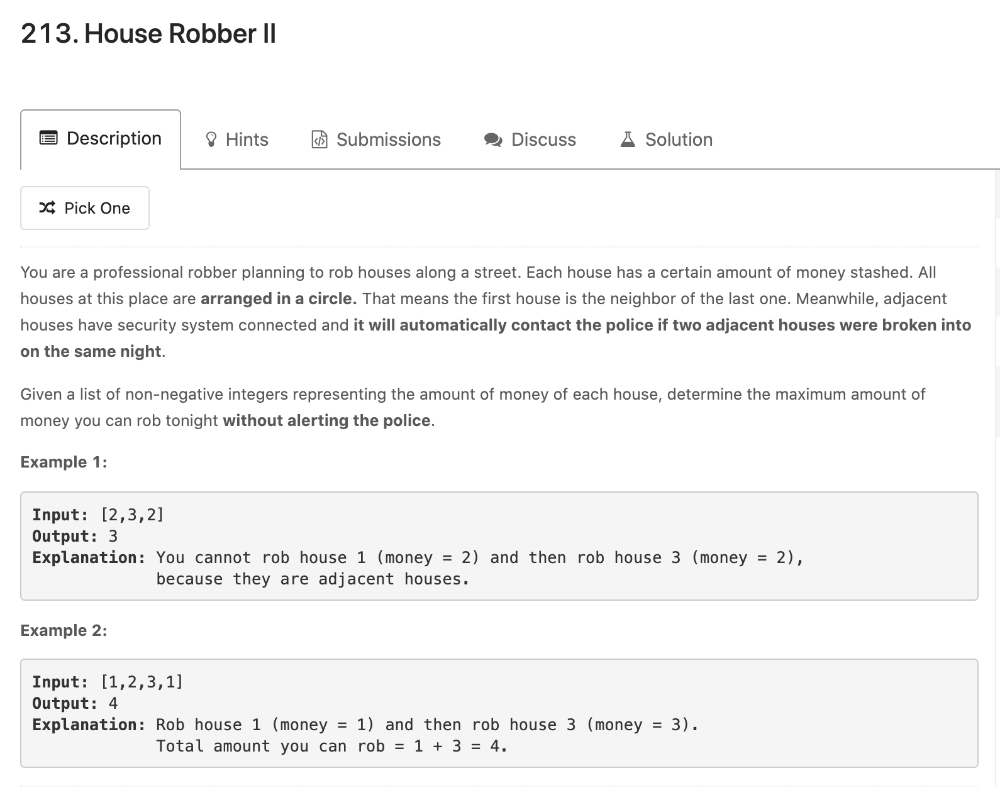 213. House Robber II
Description
Hints
Submissions
Discuss
Solution
Pick One
You are a professional robber planning to rob houses along a street. Each house has a certain amount of money stashed. All
houses at this place are arranged in a circle. That means the first house is the neighbor of the last one. Meanwhile, adjacent
houses have security system connected and it will automatically contact the police if two adjacent houses were broken into
on the same night.
Given a list of non-negative integers representing the amount of money of each house, determine the maximum amount of
money you can rob tonight without alerting the police.
Example 1:
Input: [2,3,2]
Output: 3
Explanation: You cannot rob house 1 (money = 2) and then rob house 3 (money = 2),
because they are adjacent houses.
Example 2:
Input: [1,2,3,1]
Output: 4
Explanation: Rob house 1 (money = 1) and then rob house 3 (money = 3).
Total amount you can rob = 1 + 3 = 4.